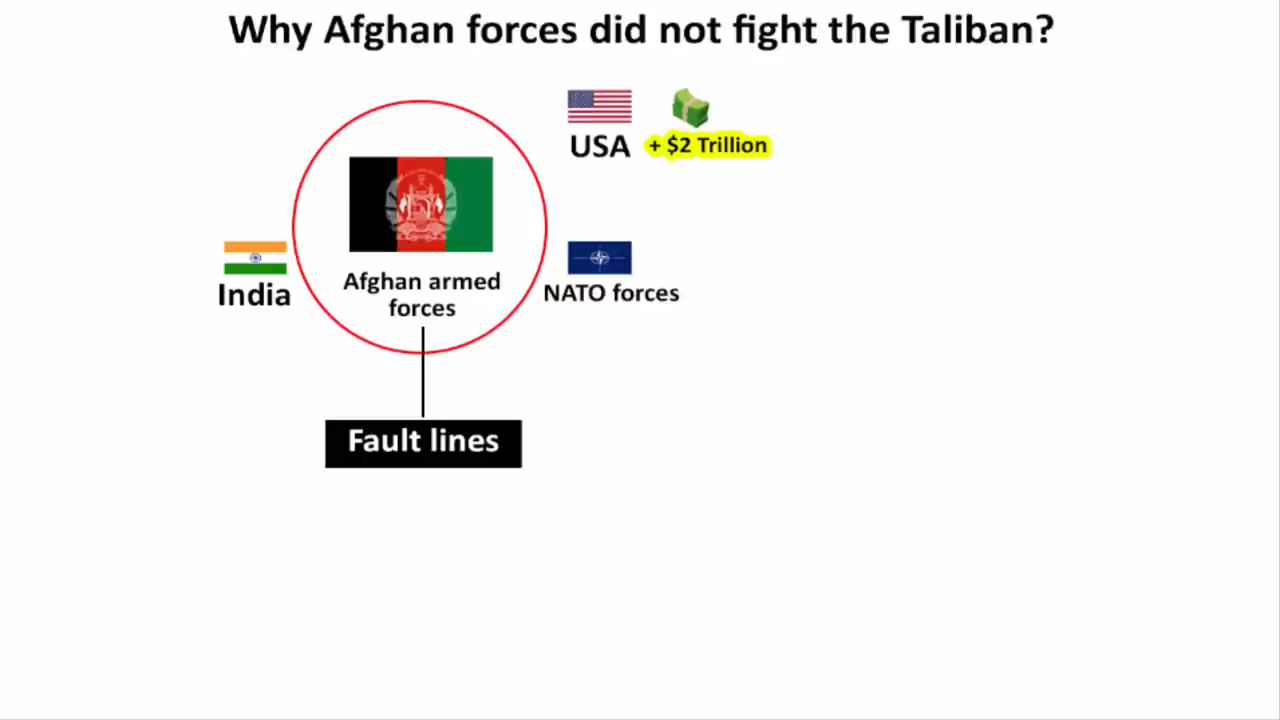 Why Afghan forces did not fight the Taliban?
USA
+ $2 Trillion
India
Afghan armed
forces
NATO forces
Fault lines